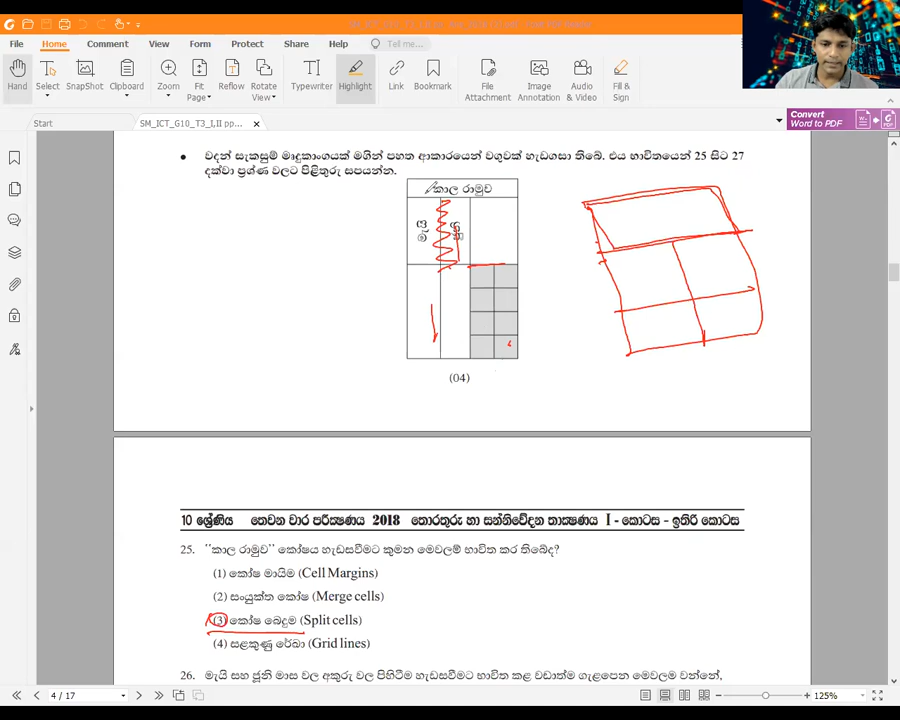 File Home Comment View Form Protect Share Help Tell me...
Hand Select SnapShot Clipboard Zoom Fit Page Reflow Rotate View Typewriter Highlight Link Bookmark File Attachment Image Annotation Audio & Video Fill & Sign
Start SM_ICT_G10_T3_I,II pp... Convert Word to PDF
• වදන් සැකසුම් මෘදුකාංගයක් මගින් පහත ආකාරයෙන් වගුවක් හැඩගසා තිබේ. එය භාවිතයෙන් 25 සිට 27
දක්වා ප්‍රශ්ණ වලට පිළිතුරු සපයන්න.
කාල රාමුව
මැයි
(04)
10 ශ්‍රේණිය තෙවන වාර පරීක්ෂණය 2018 තොරතුරු හා සන්නිවේදන තාක්ෂණය I - කොටස - ඉතිරි කොටස
25. "කාල රාමුව" කෝෂය හැඩසවීමට කුමන මෙවලම් භාවිත කර තිබේද?
(1) කෝෂ මායිම (Cell Margins)
(2) සංයුක්ත කෝෂ (Merge cells)
(3) කෝෂ බෙදුම (Split cells)
(4) සළකුණු රේඛා (Grid lines)
26. මැයි සහ ජූනි මාස වල අකුරු වල පිහිටීම හැඩසවීමට භාවිත කළ වඩාත්ම ගැළපෙන මෙවලම වන්නේ,
4 / 17 125%